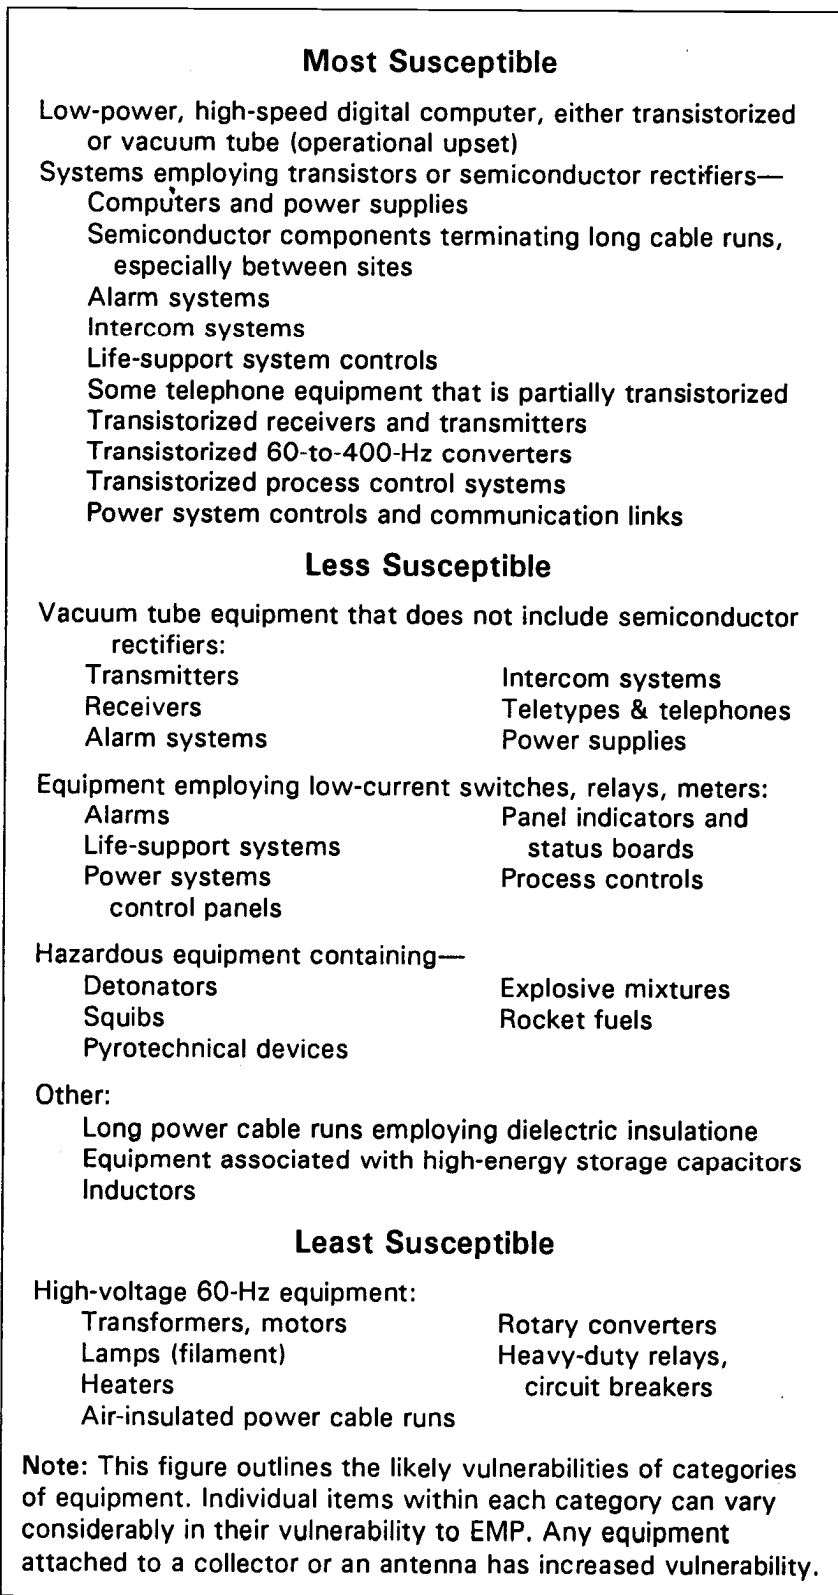 Most Susceptible
Low-power, high-speed digital computer, either transistorized
or vacuum tube (operational upset)
Systems employing transistors or semiconductor rectifiers—
Computers and power supplies
Semiconductor components terminating long cable runs,
especially between sites
Alarm systems
Intercom systems
Life-support system controls
Some telephone equipment that is partially transistorized
Transistorized receivers and transmitters
Transistorized 60-to-400-Hz converters
Transistorized process control systems
Power system controls and communication links
Less Susceptible
Vacuum tube equipment that does not include semiconductor
rectifiers:
Transmitters
Receivers
Alarm systems
Intercom systems
Teletypes & telephones
Power supplies
Equipment employing low-current switches, relays, meters:
Alarms
Life-support systems
Power systems
control panels
Panel indicators and
status boards
Process controls
Hazardous equipment containing—
Detonators
Squibs
Pyrotechnical devices
Explosive mixtures
Rocket fuels
Other:
Long power cable runs employing dielectric insulatione
Equipment associated with high-energy storage capacitors
Inductors
Least Susceptible
High-voltage 60-Hz equipment:
Transformers, motors
Lamps (filament)
Heaters
Air-insulated power cable runs
Rotary converters
Heavy-duty relays,
circuit breakers
Note: This figure outlines the likely vulnerabilities of categories
of equipment. Individual items within each category can vary
considerably in their vulnerability to EMP. Any equipment
attached to a collector or an antenna has increased vulnerability.